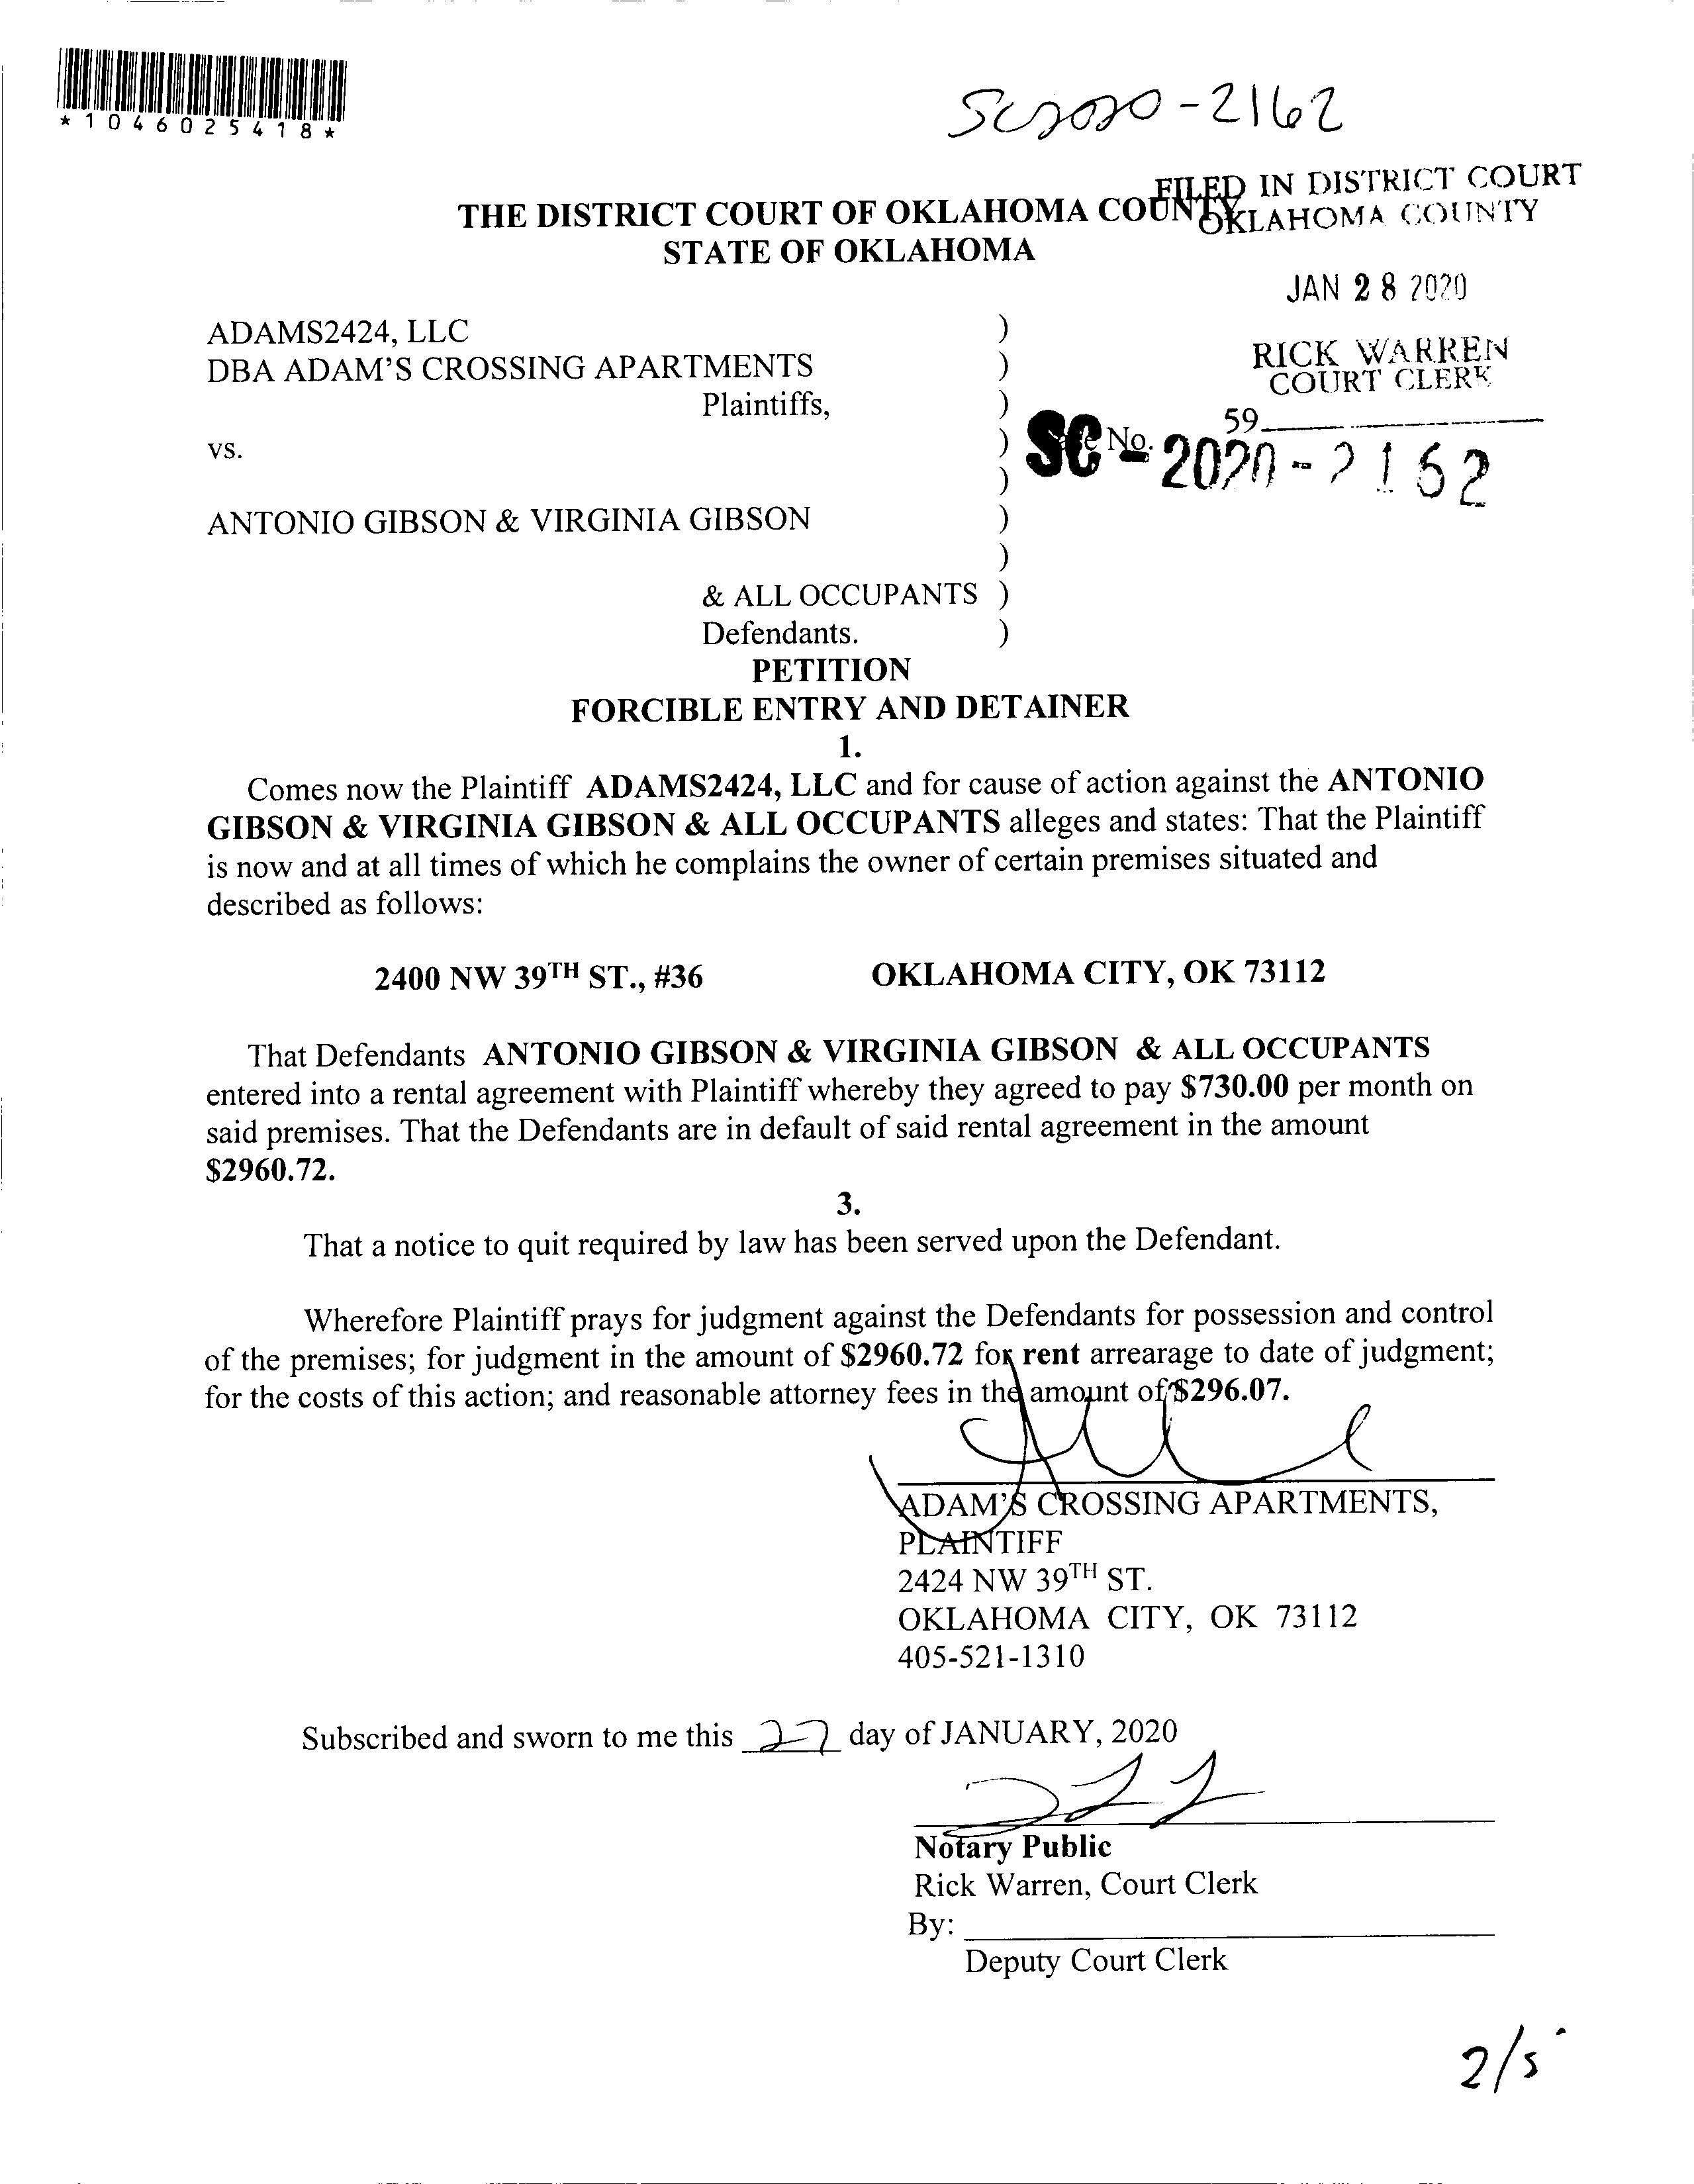 *1046025418*
SC2020-2162
FILED IN DISTRICT COURT
OKLAHOMA COUNTY
THE DISTRICT COURT OF OKLAHOMA COUNTY
STATE OF OKLAHOMA
JAN 28 2020
ADAMS2424, LLC )
DBA ADAM'S CROSSING APARTMENTS )
RICK WARREN
COURT CLERK
Plaintiffs, )
59
vs. )
SC No. - 2020-2162
)
ANTONIO GIBSON & VIRGINIA GIBSON )
)
& ALL OCCUPANTS )
Defendants. )
PETITION
FORCIBLE ENTRY AND DETAINER
1.
Comes now the Plaintiff ADAMS2424, LLC and for cause of action against the ANTONIO
GIBSON & VIRGINIA GIBSON & ALL OCCUPANTS alleges and states: That the Plaintiff
is now and at all times of which he complains the owner of certain premises situated and
described as follows:
2400 NW 39TH ST., #36 OKLAHOMA CITY, OK 73112
That Defendants ANTONIO GIBSON & VIRGINIA GIBSON & ALL OCCUPANTS
entered into a rental agreement with Plaintiff whereby they agreed to pay $730.00 per month on
said premises. That the Defendants are in default of said rental agreement in the amount
$2960.72.
3.
That a notice to quit required by law has been served upon the Defendant.
Wherefore Plaintiff prays for judgment against the Defendants for possession and control
of the premises; for judgment in the amount of $2960.72 for rent arrearage to date of judgment;
for the costs of this action; and reasonable attorney fees in the amount of $296.07.
ADAM'S CROSSING APARTMENTS,
PLAINTIFF
2424 NW 39TH ST.
OKLAHOMA CITY, OK 73112
405-521-1310
Subscribed and sworn to me this 27 day of JANUARY, 2020
Notary Public
Rick Warren, Court Clerk
By:
Deputy Court Clerk
2/5